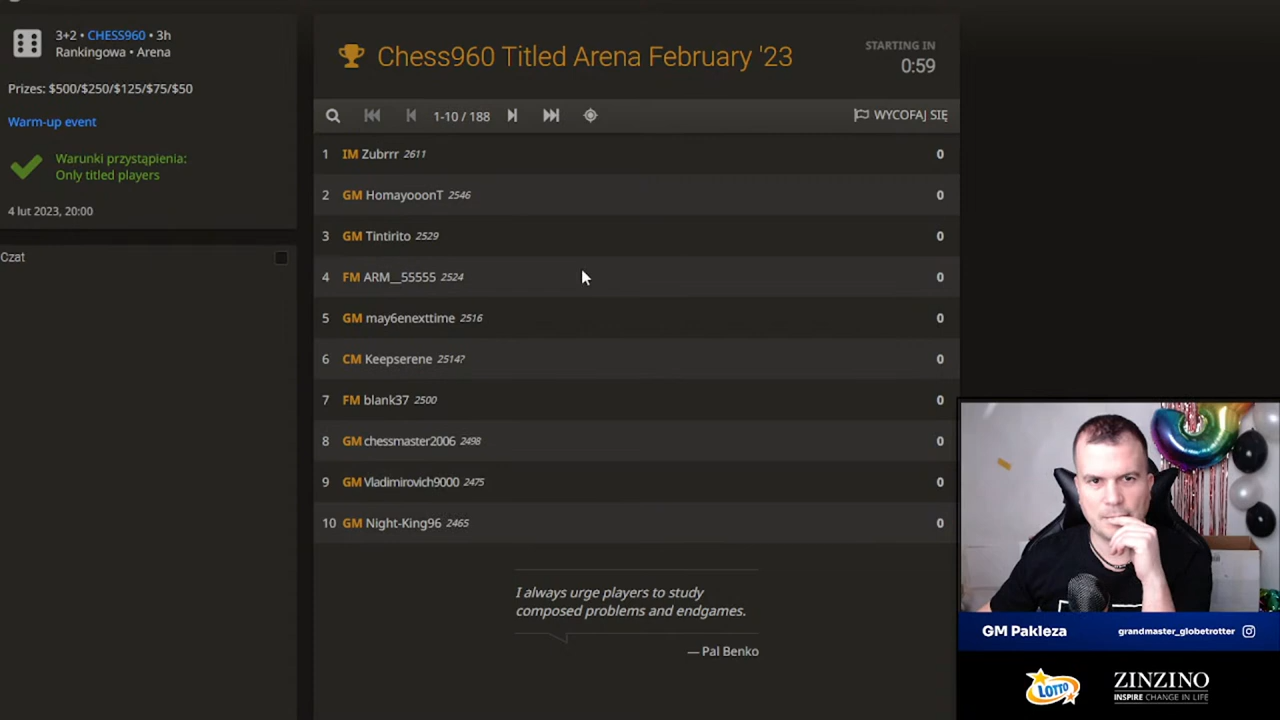 3+2 • CHESS960 • 3h
Rankingowa • Arena
Prizes: $500/$250/$125/$75/$50
Warm-up event
Warunki przystąpienia:
Only titled players
4 lut 2023, 20:00
Czat
Chess960 Titled Arena February '23
STARTING IN
0:59
1-10 / 188
WYCOFAJ SIĘ
1 IM Zubrrr 2611 0
2 GM HomayooonT 2546 0
3 GM Tintirito 2529 0
4 FM ARM__55555 2524 0
5 GM may6enexttime 2516 0
6 CM Keepserene 2514? 0
7 FM blank37 2500 0
8 GM chessmaster2006 2498 0
9 GM Vladimirovich9000 2475 0
10 GM Night-King96 2465 0
I always urge players to study
composed problems and endgames.
— Pal Benko
GM Pakleza
grandmaster_globetrotter
LOTTO
ZINZINO
INSPIRE CHANGE IN LIFE